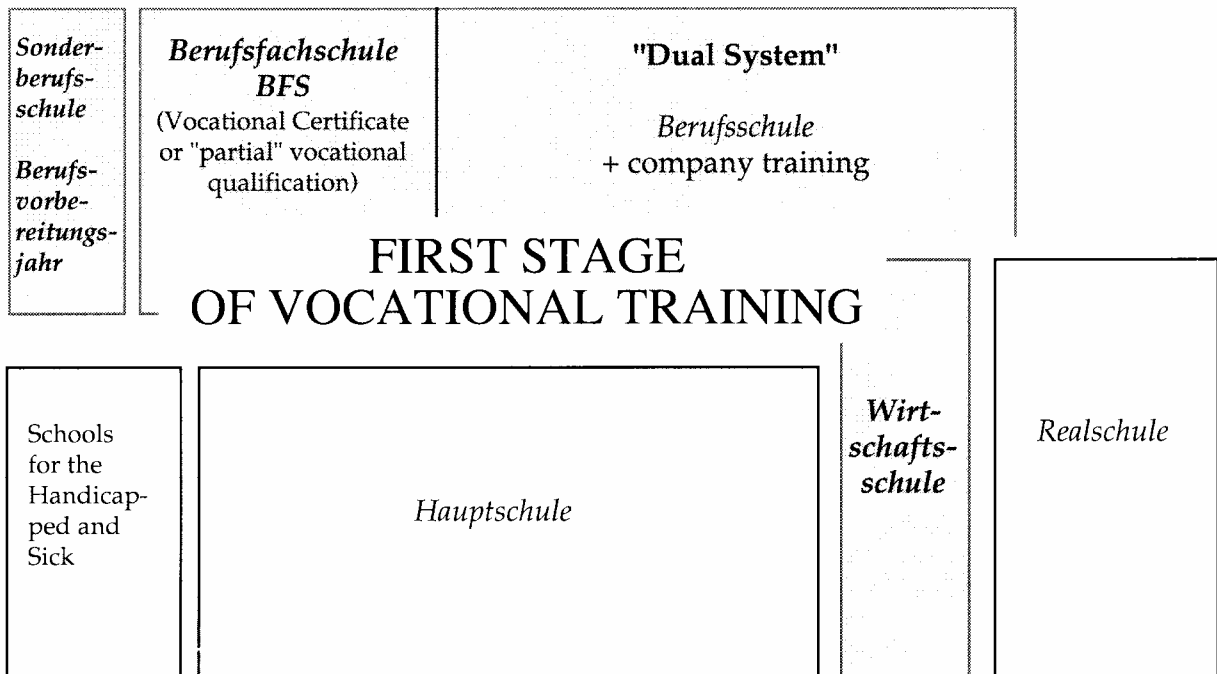 Sonder-
berufs-
schule
Berufs-
vorbe-
reitungs-
jahr
Berufsfachschule
BFS
(Vocational Certificate
or "partial" vocational
qualification)
"Dual System"
Berufsschule
+ company training
FIRST STAGE
OF VOCATIONAL TRAINING
Schools
for the
Handicap-
ped and
Sick
Hauptschule
Wirt-
schafts-
schule
Realschule